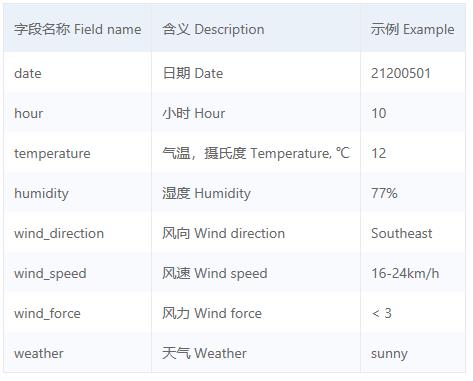 字段名称 Field name 含义 Description 示例 Example
date 日期 Date 21200501
hour 小时 Hour 10
temperature 气温，摄氏度 Temperature, ℃ 12
humidity 湿度 Humidity 77%
wind_direction 风向 Wind direction Southeast
wind_speed 风速 Wind speed 16-24km/h
wind_force 风力 Wind force < 3
weather 天气 Weather sunny